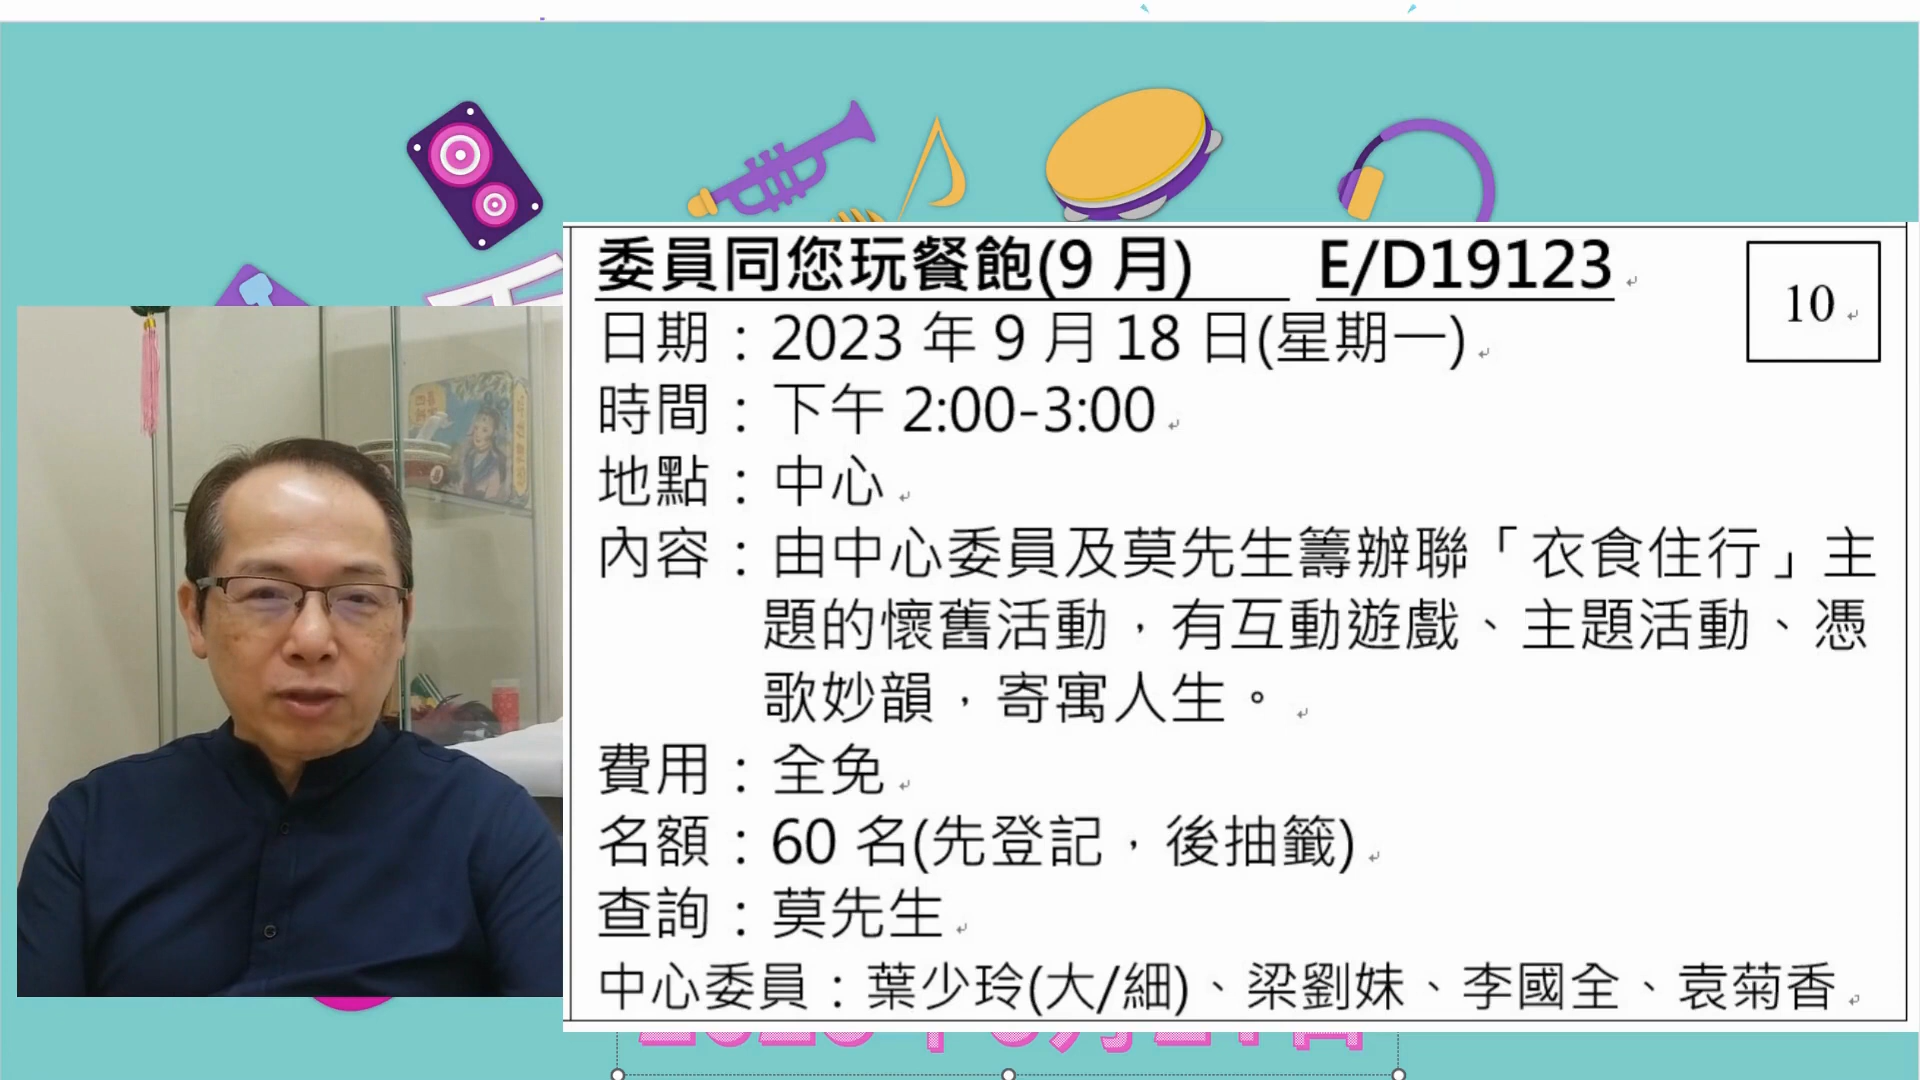 委員同您玩餐飽(9 月) E/D19123
10
日期：2023 年 9 月 18 日(星期一)
時間：下午 2:00-3:00
地點：中心
內容：由中心委員及莫先生籌辦聯「衣食住行」主
題的懷舊活動，有互動遊戲、主題活動、憑
歌妙韻，寄寓人生。
費用：全免
名額：60 名(先登記，後抽籤)
查詢：莫先生
中心委員：葉少玲(大/細)、梁劉妹、李國全、袁菊香